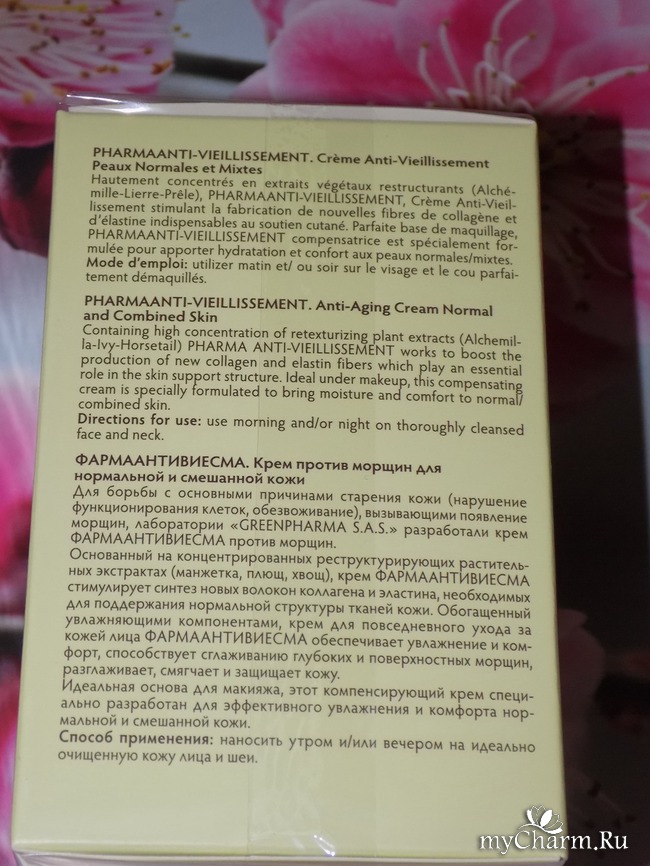 PHARMAANTI-VIEILLISSEMENT. Crème Anti-Vieillissement
Peaux Normales et Mixtes
Hautement concentrés en extraits végétaux restructurants (Alché-
mille-Lierre-Prêle), PHARMAANTI-VIEILLISSEMENT, Crème Anti-Vieil-
lissement stimulant la fabrication de nouvelles fibres de collagène et
d'élastine indispensables au soutien cutané. Parfaite base de maquillage,
PHARMAANTI-VIEILLISSEMENT compensatrice est spécialement for-
mulée pour apporter hydratation et confort aux peaux normales/mixtes.
Mode d'emploi: utilizer matin et/ ou soir sur le visage et le cou parfai-
tement démaquillés.
PHARMAANTI-VIEILLISSEMENT. Anti-Aging Cream Normal
and Combined Skin
Containing high concentration of retexturizing plant extracts (Alchemil-
la-Ivy-Horsetail) PHARMA ANTI-VIEILLISSEMENT works to boost the
production of new collagen and elastin fibers which play an essential
role in the skin support structure. Ideal under makeup, this compensating
cream is specially formulated to bring moisture and comfort to normal/
combined skin.
Directions for use: use morning and/or night on thoroughly cleansed
face and neck.
ФАРМААНТИВИЕСМА. Крем против морщин для
нормальной и смешанной кожи
Для борьбы с основными причинами старения кожи (нарушение
функционирования клеток, обезвоживание), вызывающими появление
морщин, лаборатории «GREENPHARMA S.A.S.» разработали крем
ФАРМААНТИВИЕСМА против морщин.
Основанный на концентрированных реструктурирующих раститель-
ных экстрактах (манжетка, плющ, хвощ), крем ФАРМААНТИВИЕСМА
стимулирует синтез новых волокон коллагена и эластина, необходимых
для поддержания нормальной структуры тканей кожи. Обогащенный
увлажняющими компонентами, крем для повседневного ухода за
кожей лица ФАРМААНТИВИЕСМА обеспечивает увлажнение и ком-
форт, способствует сглаживанию глубоких и поверхностных морщин,
разглаживает, смягчает и защищает кожу.
Идеальная основа для макияжа, этот компенсирующий крем специ-
ально разработан для эффективного увлажнения и комфорта нор-
мальной и смешанной кожи.
Способ применения: наносить утром и/или вечером на идеально
очищенную кожу лица и шеи.
myCharm.Ru